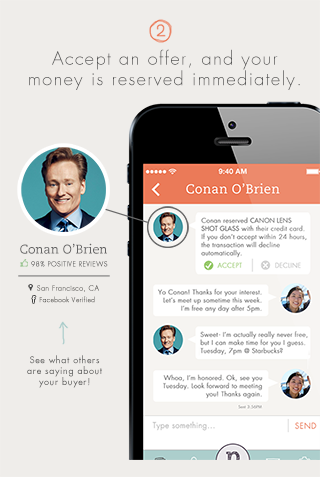 2
Accept an offer, and your
money is reserved immediately.
Conan O'Brien
98% POSITIVE REVIEWS
San Francisco, CA
Facebook Verified
See what others
are saying about
your buyer!
9:40 AM
Conan O'Brien
Conan reserved CANON LENS
SHOT GLASS with their credit card.
If you don't accept within 24 hours,
the transaction will decline
automatically.
ACCEPT
DECLINE
Yo Conan! Thanks for your interest.
Let's meet up sometime this week.
I'm free any day after 5pm.
Sweet- I'm actually really never free,
but I can make time for you I guess.
Tuesday, 7pm @ Starbucks?
Whoa, I'm honored. Ok, see you
Tuesday. Look forward to meeting
you! Thanks again.
Sent 2:50PM
Type something...
SEND
n